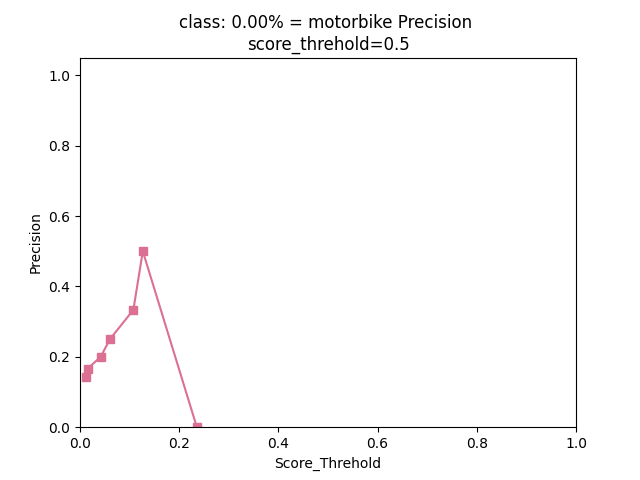 class: 0.00% = motorbike Precision
score_threhold=0.5
1.0
0.8
0.6
0.4
0.2
0.0
Precision
0.0 0.2 0.4 0.6 0.8 1.0
Score_Threhold